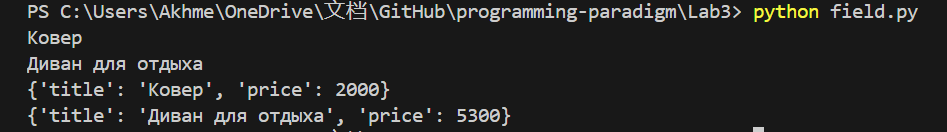 PS C:\Users\Akhme\OneDrive\文档\GitHub\programming-paradigm\Lab3> python field.py
Ковер
Диван для отдыха
{'title': 'Ковер', 'price': 2000}
{'title': 'Диван для отдыха', 'price': 5300}